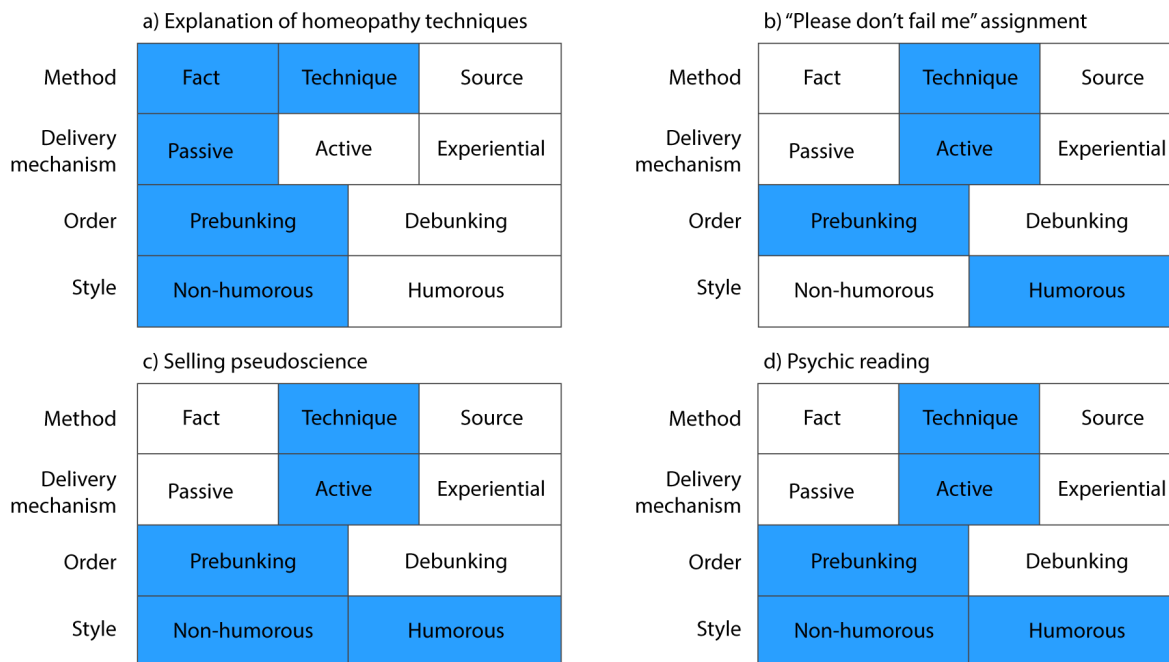 a) Explanation of homeopathy techniques
Method Fact Technique Source
Delivery
mechanism Passive Active Experiential
Order Prebunking Debunking
Style Non-humorous Humorous
b) “Please don’t fail me” assignment
Method Fact Technique Source
Delivery
mechanism Passive Active Experiential
Order Prebunking Debunking
Style Non-humorous Humorous
c) Selling pseudoscience
Method Fact Technique Source
Delivery
mechanism Passive Active Experiential
Order Prebunking Debunking
Style Non-humorous Humorous
d) Psychic reading
Method Fact Technique Source
Delivery
mechanism Passive Active Experiential
Order Prebunking Debunking
Style Non-humorous Humorous